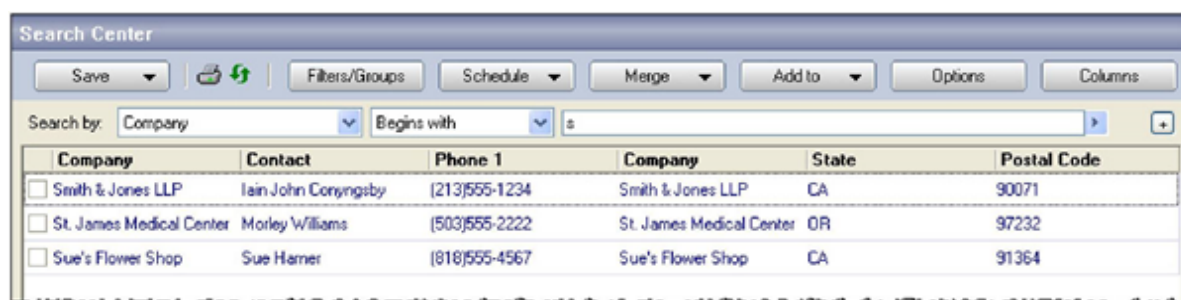 Search Center
Save Filters/Groups Schedule Merge Add to Options Columns
Search by: Company Begins with s
Company Contact Phone 1 Company State Postal Code
Smith & Jones LLP Iain John Conyngsby (213)555-1234 Smith & Jones LLP CA 90071
St. James Medical Center Morley Williams (503)555-2222 St. James Medical Center OR 97232
Sue's Flower Shop Sue Hamer (818)555-4567 Sue's Flower Shop CA 91364